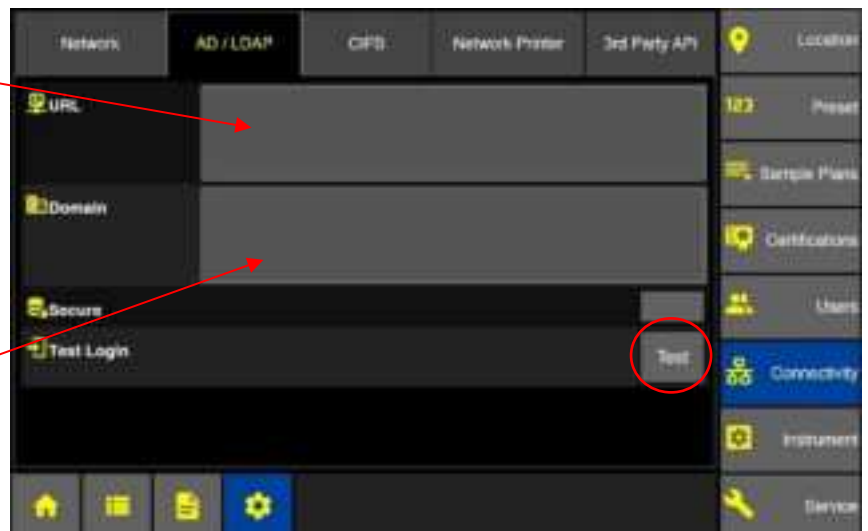 Network
AD / LDAP
CIFS
Network Printer
3rd Party API
Location
URL
123 Preset
Sample Plans
Domain
Certifications
Secure
Users
Test Login
Test
Connectivity
Instrument
Service